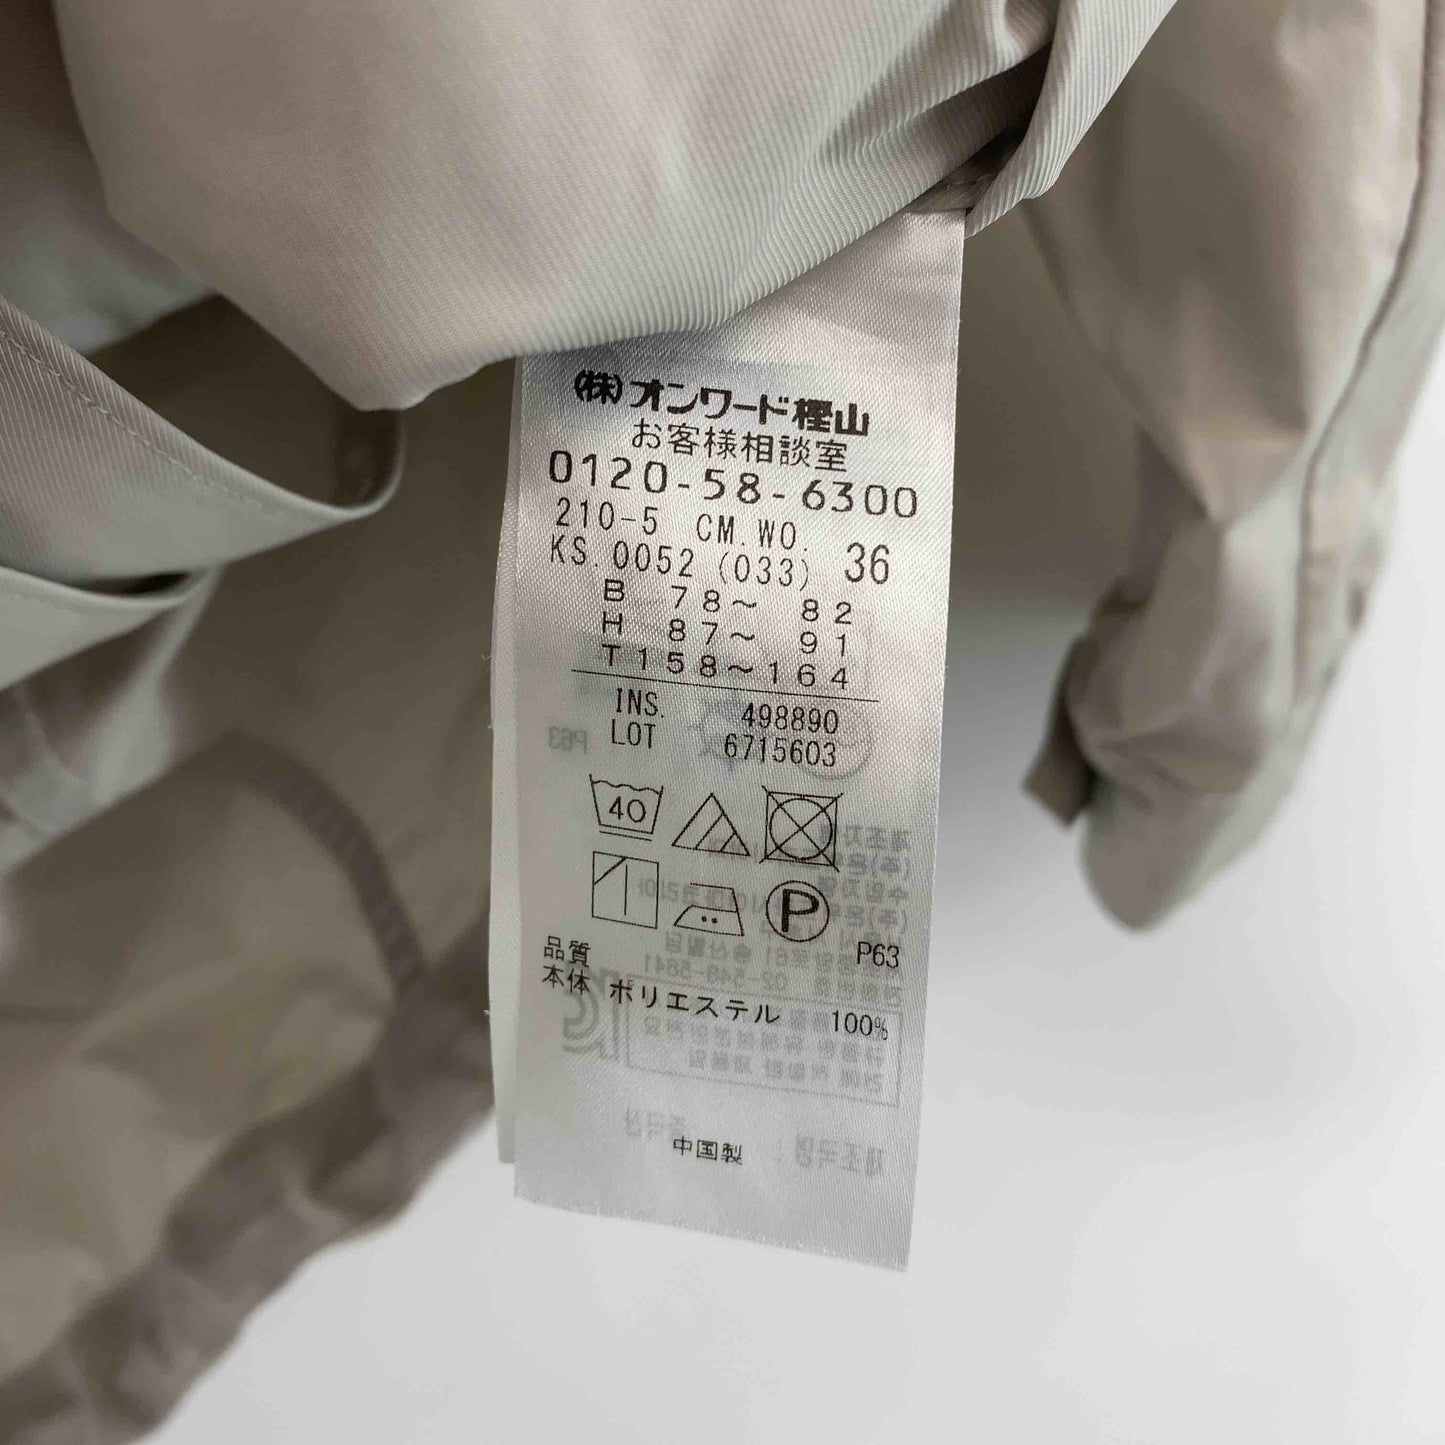 (株)オンワード樫山
お客様相談室
0120-58-6300
210-5 CM.WO. 36
KS.0052 (033)
B 78～ 82
H 87～ 91
T158～164
INS. 498890
LOT 6715603
40
P
P63
品質
本体 ポリエステル 100%
中国製